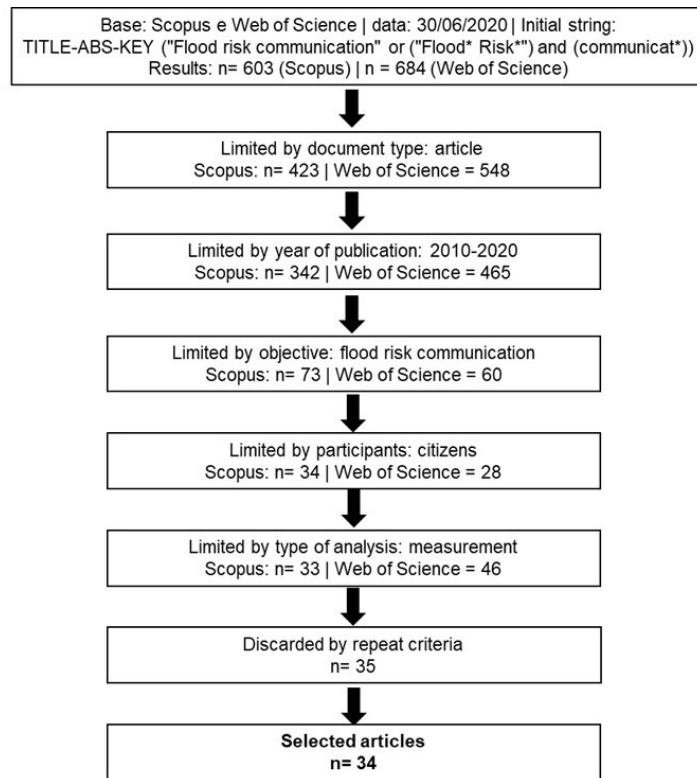 Base: Scopus e Web of Science | data: 30/06/2020 | Initial string:
TITLE-ABS-KEY ("Flood risk communication" or ("Flood* Risk*") and (communicat*))
Results: n= 603 (Scopus) | n = 684 (Web of Science)
Limited by document type: article
Scopus: n= 423 | Web of Science = 548
Limited by year of publication: 2010-2020
Scopus: n= 342 | Web of Science = 465
Limited by objective: flood risk communication
Scopus: n= 73 | Web of Science = 60
Limited by participants: citizens
Scopus: n= 34 | Web of Science = 28
Limited by type of analysis: measurement
Scopus: n= 33 | Web of Science = 46
Discarded by repeat criteria
n= 35
Selected articles
n= 34